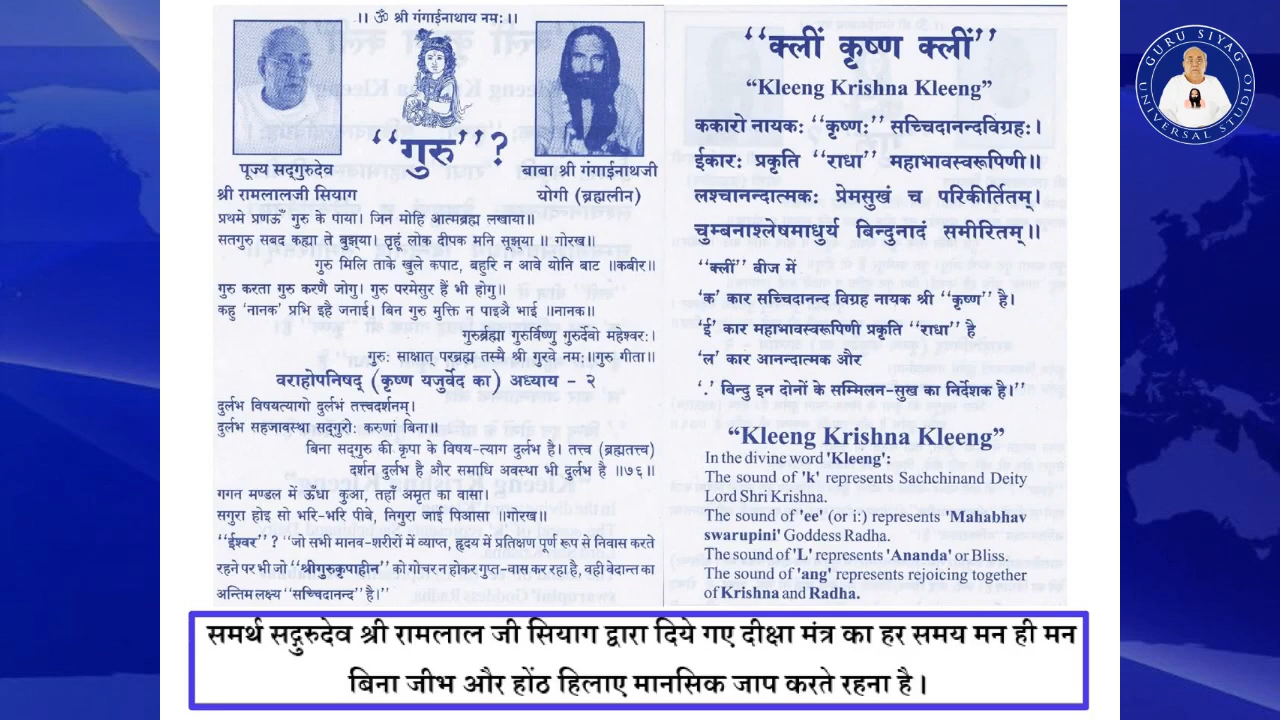 ।। ॐ श्री गंगाईनाथाय नमः।।
‘‘गुरु’’?
पूज्य सद्गुरुदेव
श्री रामलालजी सियाग
बाबा श्री गंगाईनाथजी
योगी (ब्रह्मलीन)
प्रथमे प्रणऊँ गुरु के पाया। जिन मोहि आत्मब्रह्म लखाया॥
सतगुरु सबद कह्या ते बुझ्या। तृहूं लोक दीपक मनि सूझ्या ॥ गोरख॥
गुरु मिलि ताके खुले कपाट, बहुरि न आवे योनि बाट ॥कबीर॥
गुरु करता गुरु करणै जोगु। गुरु परमेसुर हैं भी होगु॥
कहु ‘नानक’ प्रभि इहै जनाई। बिन गुरु मुक्ति न पाइऐ भाई ॥नानक॥
गुरुर्ब्रह्मा गुरुर्विष्णु गुरुर्देवो महेश्वरः।
गुरुः साक्षात् परब्रह्म तस्मै श्री गुरवे नमः॥गुरु गीता॥
वराहोपनिषद् (कृष्ण यजुर्वेद का) अध्याय - २
दुर्लभ विषयत्यागो दुर्लभं तत्त्वदर्शनम्।
दुर्लभ सहजावस्था सद्गुरोः करुणां बिना॥
बिना सद्गुरु की कृपा के विषय-त्याग दुर्लभ है। तत्त्व (ब्रह्मतत्त्व)
दर्शन दुर्लभ है और समाधि अवस्था भी दुर्लभ है ॥७६॥
गगन मण्डल में ऊँधा कुआ, तहाँ अमृत का वासा।
सगुरा होइ सो भरि-भरि पीवे, निगुरा जाई पिआसा ॥गोरख॥
‘‘ईश्वर’’ ? ‘‘जो सभी मानव-शरीरों में व्याप्त, हृदय में प्रतिक्षण पूर्ण रूप से निवास करते
रहने पर भी जो ‘‘श्रीगुरुकृपाहीन’’ को गोचर न होकर गुप्त-वास कर रहा है, वही वेदान्त का
अन्तिम लक्ष्य ‘‘सच्चिदानन्द’’ है।’’
‘‘क्लीं कृष्ण क्लीं’’
“Kleeng Krishna Kleeng”
ककारो नायकः ‘‘कृष्णः’’ सच्चिदानन्दविग्रहः।
ईकारः प्रकृति ‘‘राधा’’ महाभावस्वरूपिणी॥
लश्चानन्दात्मकः प्रेमसुखं च परिकीर्तितम्।
चुम्बनाश्लेषमाधुर्य बिन्दुनादं समीरितम्॥
‘‘क्लीं’’ बीज में
‘क’ कार सच्चिदानन्द विग्रह नायक श्री ‘‘कृष्ण’’ है।
‘ई’ कार महाभावस्वरूपिणी प्रकृति ‘‘राधा’’ है
‘ल’ कार आनन्दात्मक और
‘.’ बिन्दु इन दोनों के सम्मिलन-सुख का निर्देशक है।’’
“Kleeng Krishna Kleeng”
In the divine word 'Kleeng':
The sound of 'k' represents Sachchinand Deity
Lord Shri Krishna.
The sound of 'ee' (or i:) represents 'Mahabhav
swarupini' Goddess Radha.
The sound of 'L' represents 'Ananda' or Bliss.
The sound of 'ang' represents rejoicing together
of Krishna and Radha.
GURU SIYAG DIGITAL
UNIVERSAL STUDIO
समर्थ सद्गुरुदेव श्री रामलाल जी सियाग द्वारा दिये गए दीक्षा मंत्र का हर समय मन ही मन
बिना जीभ और होंठ हिलाए मानसिक जाप करते रहना है।